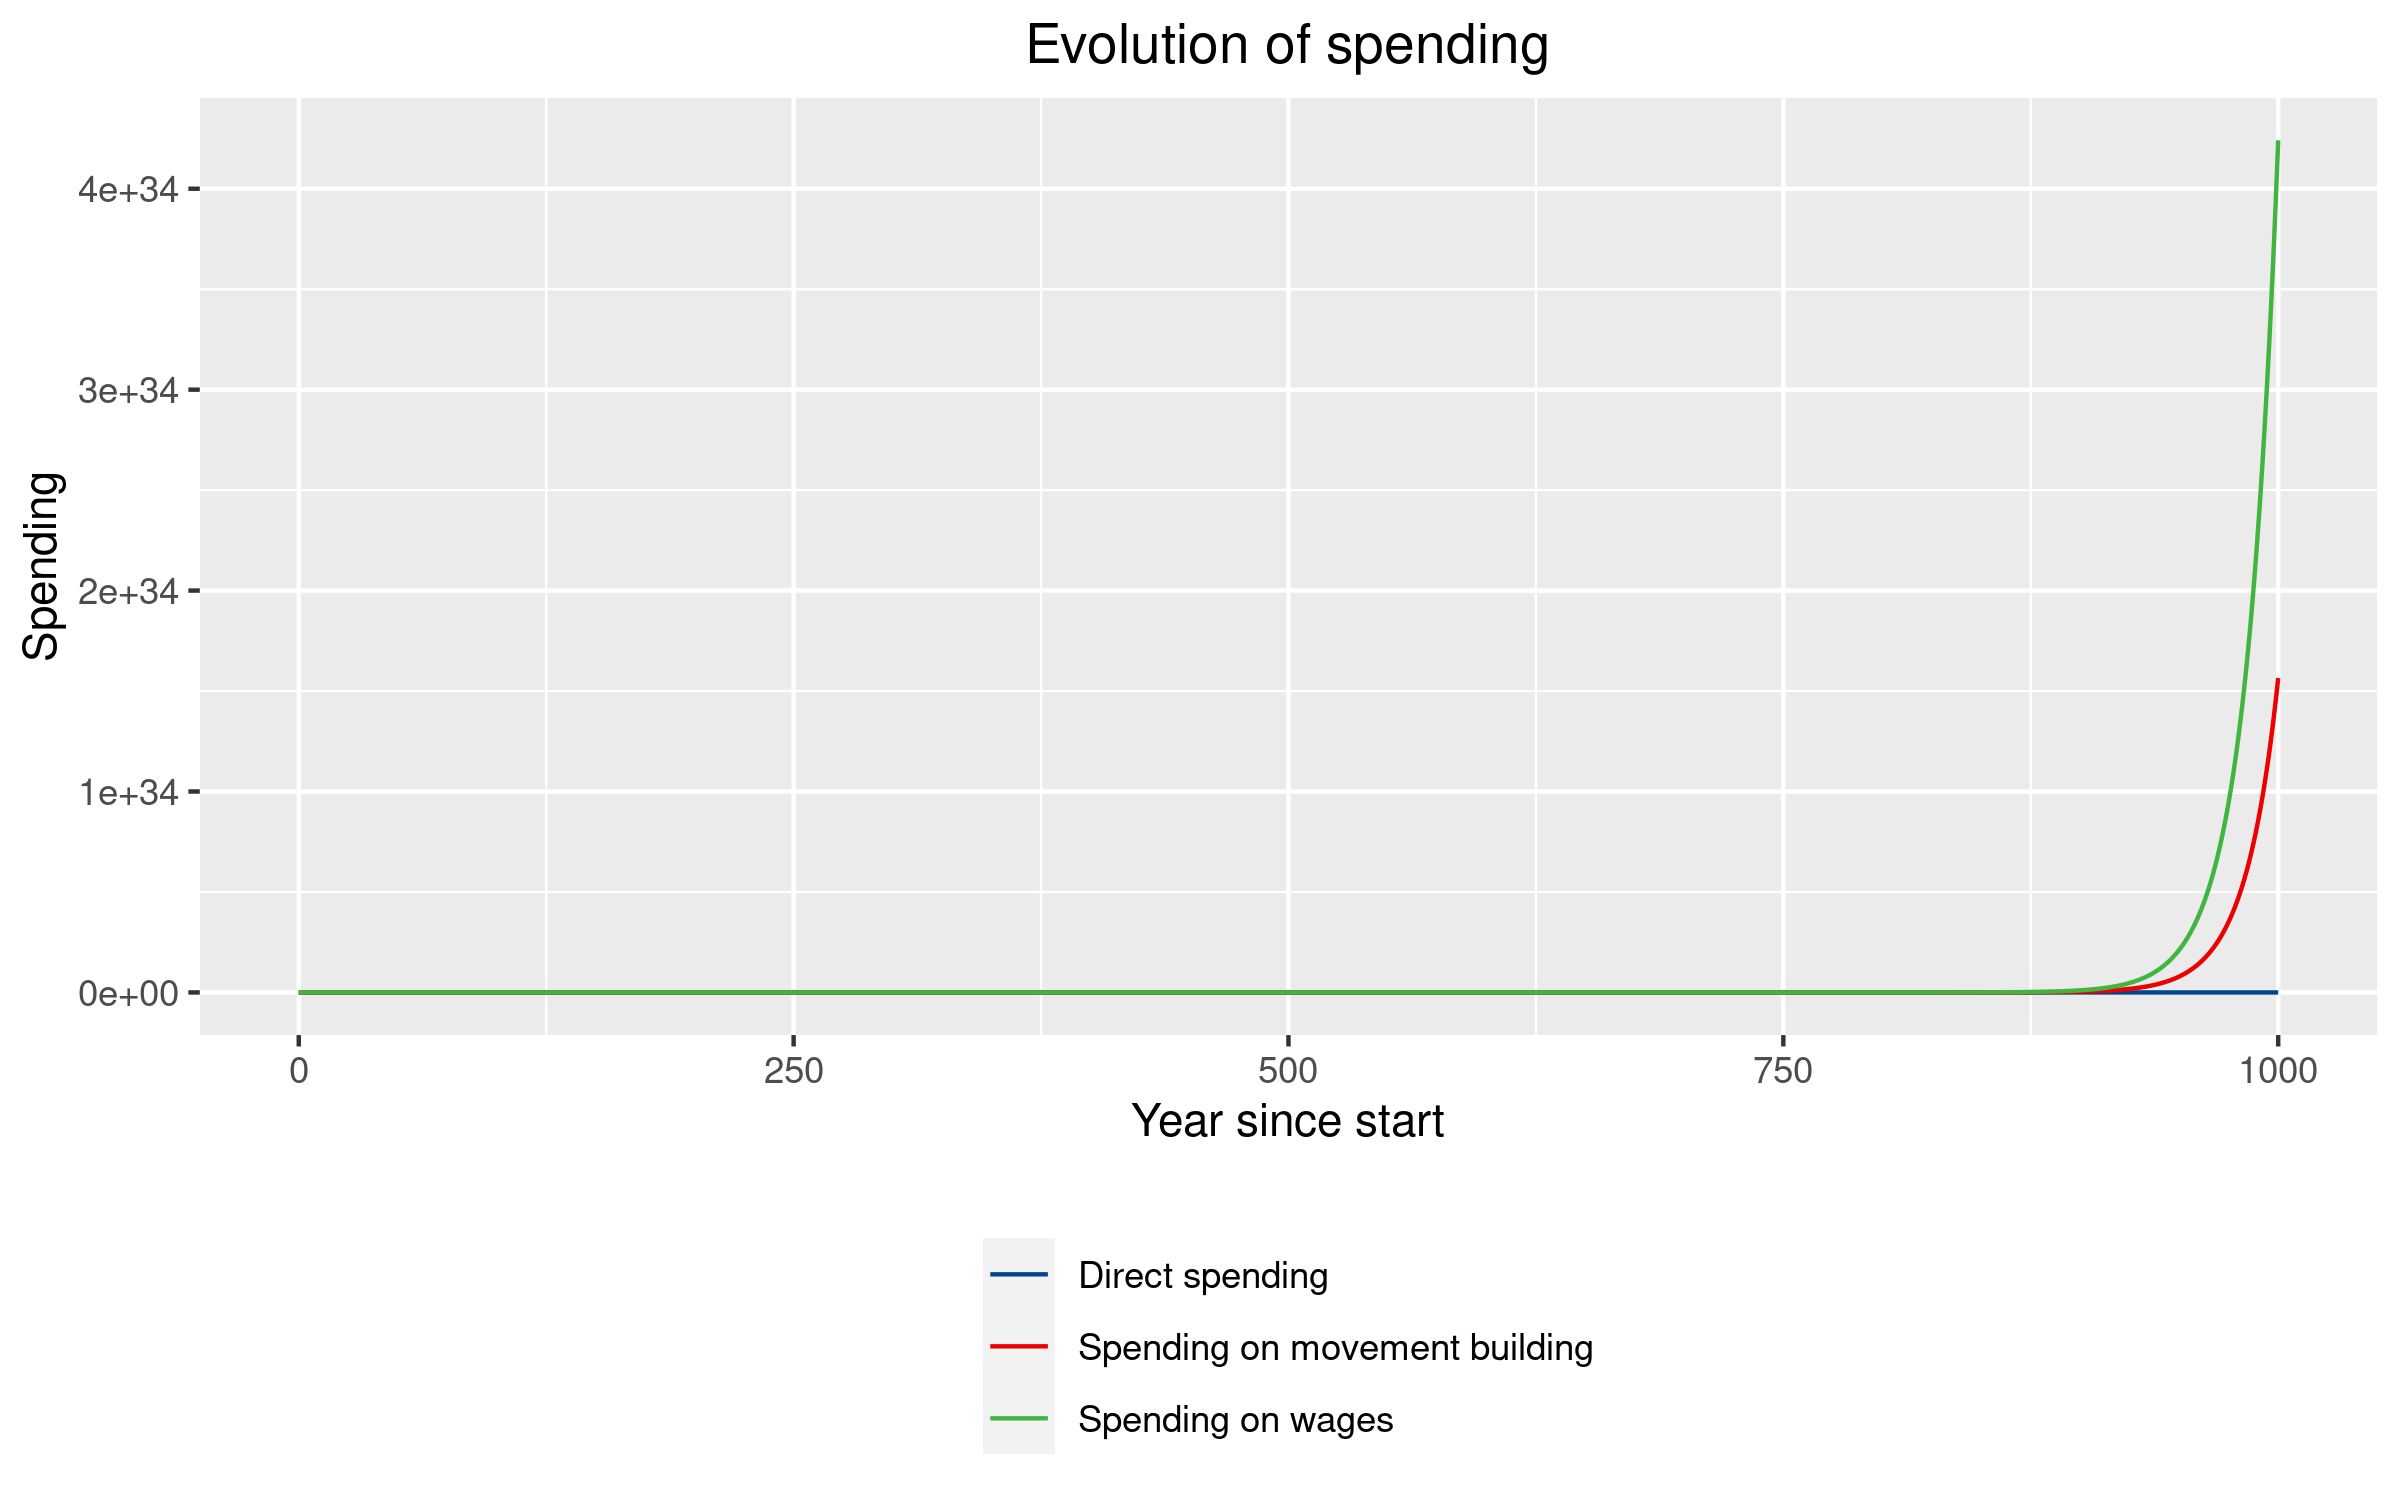 Evolution of spending
4e+34
3e+34
2e+34
1e+34
0e+00
Spending
0 250 500 750 1000
Year since start
Direct spending
Spending on movement building
Spending on wages